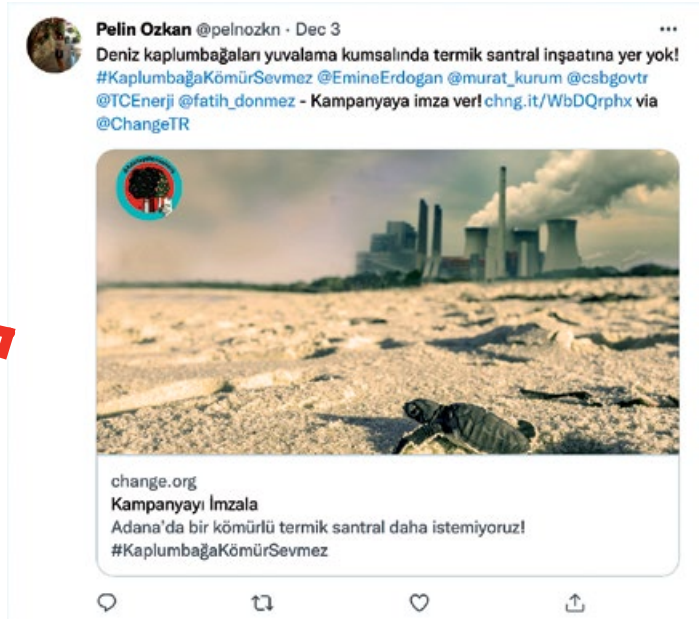 Pelin Ozkan @pelnozkn · Dec 3
Deniz kaplumbağaları yuvalama kumsalında termik santral inşaatına yer yok!
#KaplumbağaKömürSevmez @EmineErdogan @murat_kurum @csbgovtr
@TCEnerji @fatih_donmez - Kampanyaya imza ver! chng.it/WbDQrphx via
@ChangeTR
change.org
Kampanyayı İmzala
Adana'da bir kömürlü termik santral daha istemiyoruz!
#KaplumbağaKömürSevmez